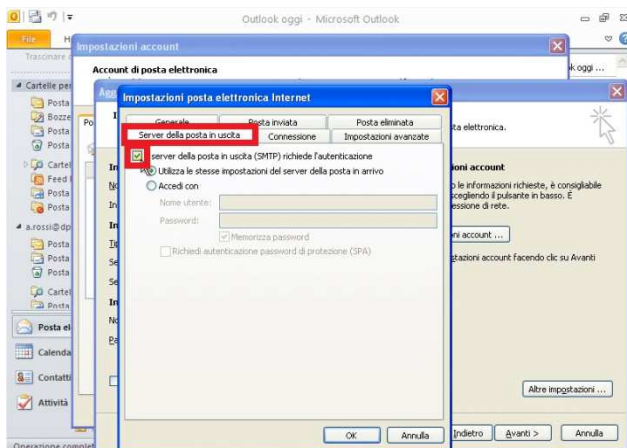 Outlook oggi - Microsoft Outlook
File
H
Trascinare
Impostazioni account
k oggi ...
Account di posta elettronica
Cartelle per
Posta
Bozze
Posta
Posta
Cartel
Feed
Posta
Posta
a.rossi@dp
Posta
Posta
Posta
Cartel
Posta
Posta el
Calenda
Contatti
Attività
Operazione complet
Impostazioni posta elettronica Internet
Generale
Posta inviata
Posta eliminata
Server della posta in uscita
Connessione
Impostazioni avanzate
server della posta in uscita (SMTP) richiede l'autenticazione
Utilizza le stesse impostazioni del server della posta in arrivo
Accedi con
Nome utente:
Password:
Memorizza password
Richiedi autenticazione password di protezione (SPA)
OK
Annulla
ta elettronica.
ioni account
le informazioni richieste, è consigliabile
scegliendo il pulsante in basso. È
essione di rete.
ni account ...
stazioni account facendo clic su Avanti
Altre impostazioni ...
Indietro
Avanti >
Annulla